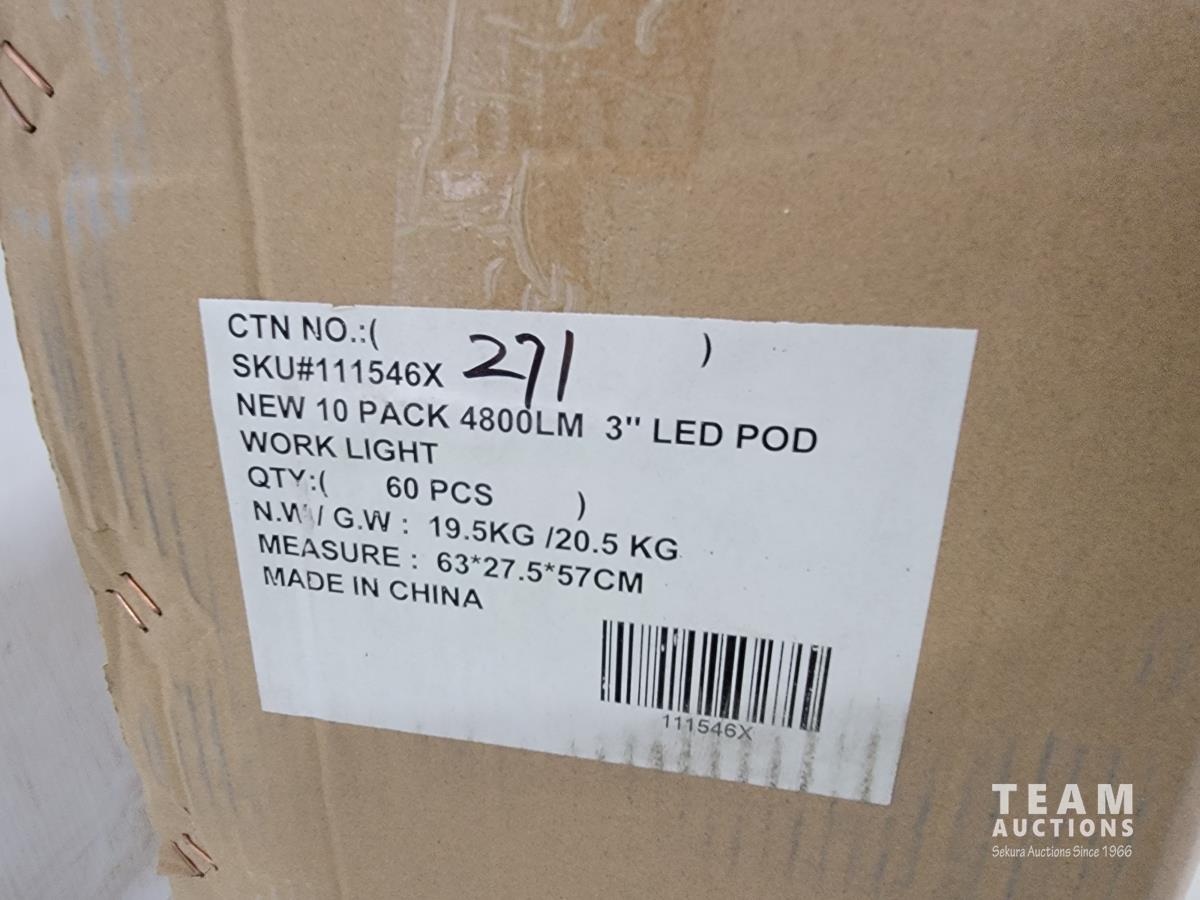 CTN NO.:( 271 )
SKU#111546X
NEW 10 PACK 4800LM 3" LED POD
WORK LIGHT
QTY:( 60 PCS )
N.W / G.W : 19.5KG /20.5 KG
MEASURE : 63*27.5*57CM
MADE IN CHINA
111546X
TEAM
AUCTIONS
Sekura Auctions Since 1966